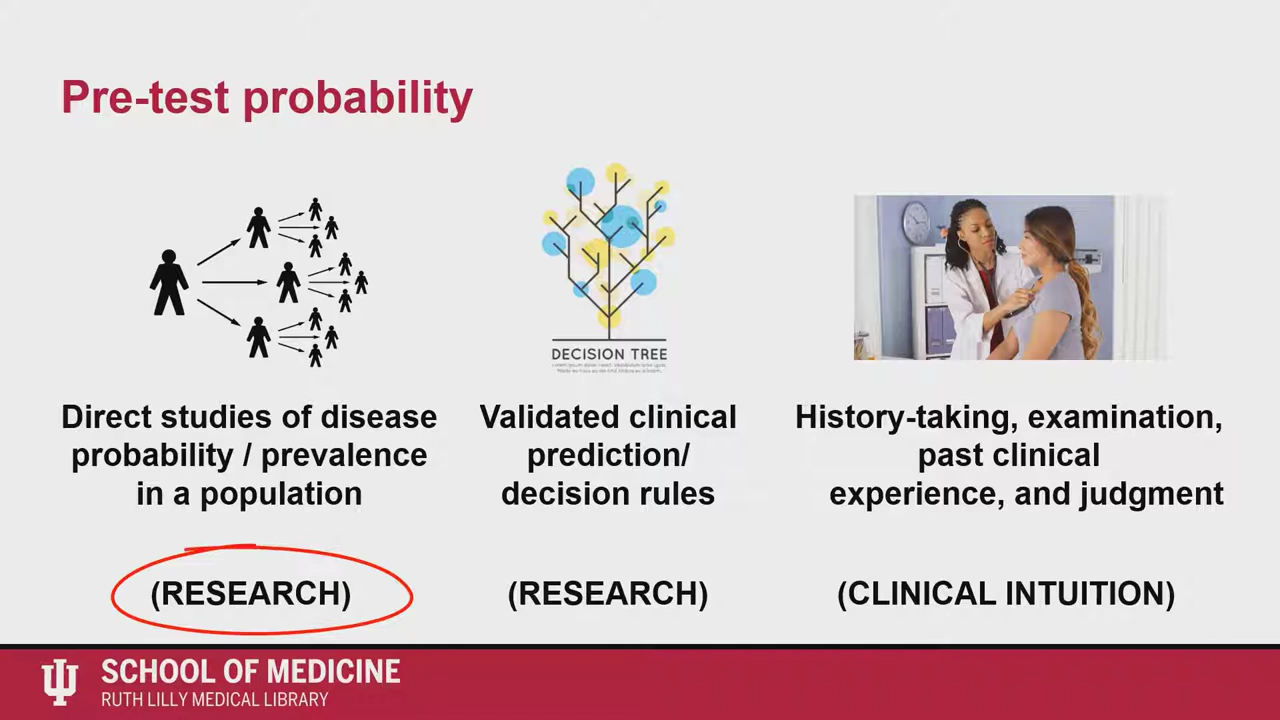 Pre-test probability
DECISION TREE
Direct studies of disease
probability / prevalence
in a population
Validated clinical
prediction/
decision rules
History-taking, examination,
past clinical
experience, and judgment
(RESEARCH)
(RESEARCH)
(CLINICAL INTUITION)
SCHOOL OF MEDICINE
RUTH LILLY MEDICAL LIBRARY